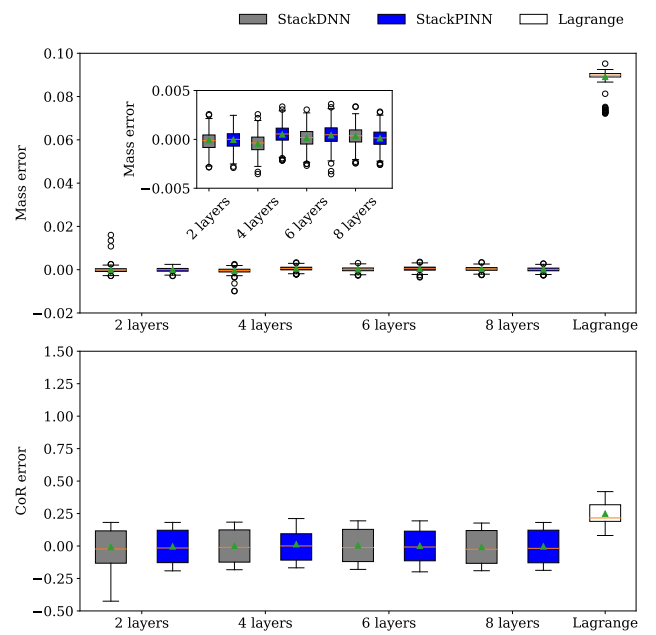 StackDNN StackPINN Lagrange
0.10
0.08
0.06
0.04
0.02
0.00
−0.02
Mass error
0.005
0.000
−0.005
Mass error
2 layers 4 layers 6 layers 8 layers
2 layers 4 layers 6 layers 8 layers Lagrange
1.50
1.25
1.00
0.75
0.50
0.25
0.00
−0.25
−0.50
CoR error
2 layers 4 layers 6 layers 8 layers Lagrange